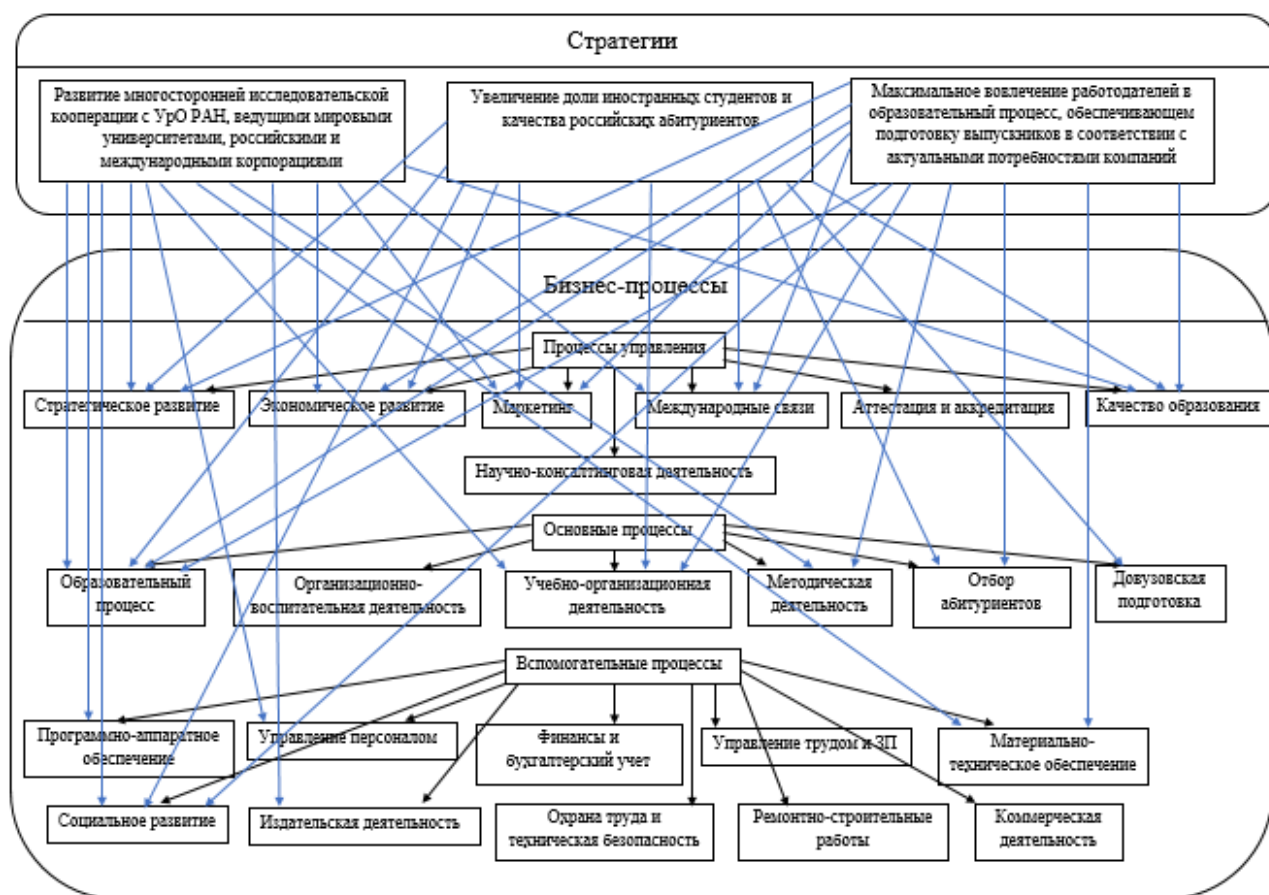 Стратегии
Развитие многосторонней исследовательской
кооперации с УрО РАН, ведущими мировыми
университетами, российскими и
международными корпорациями
Увеличение доли иностранных студентов и
качества российских абитуриентов
Максимальное вовлечение работодателей в
образовательный процесс, обеспечивающем
подготовку выпускников в соответствии с
актуальными потребностями компаний
Бизнес-процессы
Процессы управления
Стратегическое развитие
Экономическое развитие
Маркетинг
Международные связи
Аттестация и аккредитация
Качество образования
Научно-консалтинговая деятельность
Основные процессы
Образовательный
процесс
Организационно-
воспитательная деятельность
Учебно-организационная
деятельность
Методическая
деятельность
Отбор
абитуриентов
Довузовская
подготовка
Вспомогательные процессы
Программно-аппаратное
обеспечение
Управление персоналом
Финансы и
бухгалтерский учет
Управление трудом и ЗП
Материально-
техническое обеспечение
Социальное развитие
Издательская деятельность
Охрана труда и
техническая безопасность
Ремонтно-строительные
работы
Коммерческая
деятельность